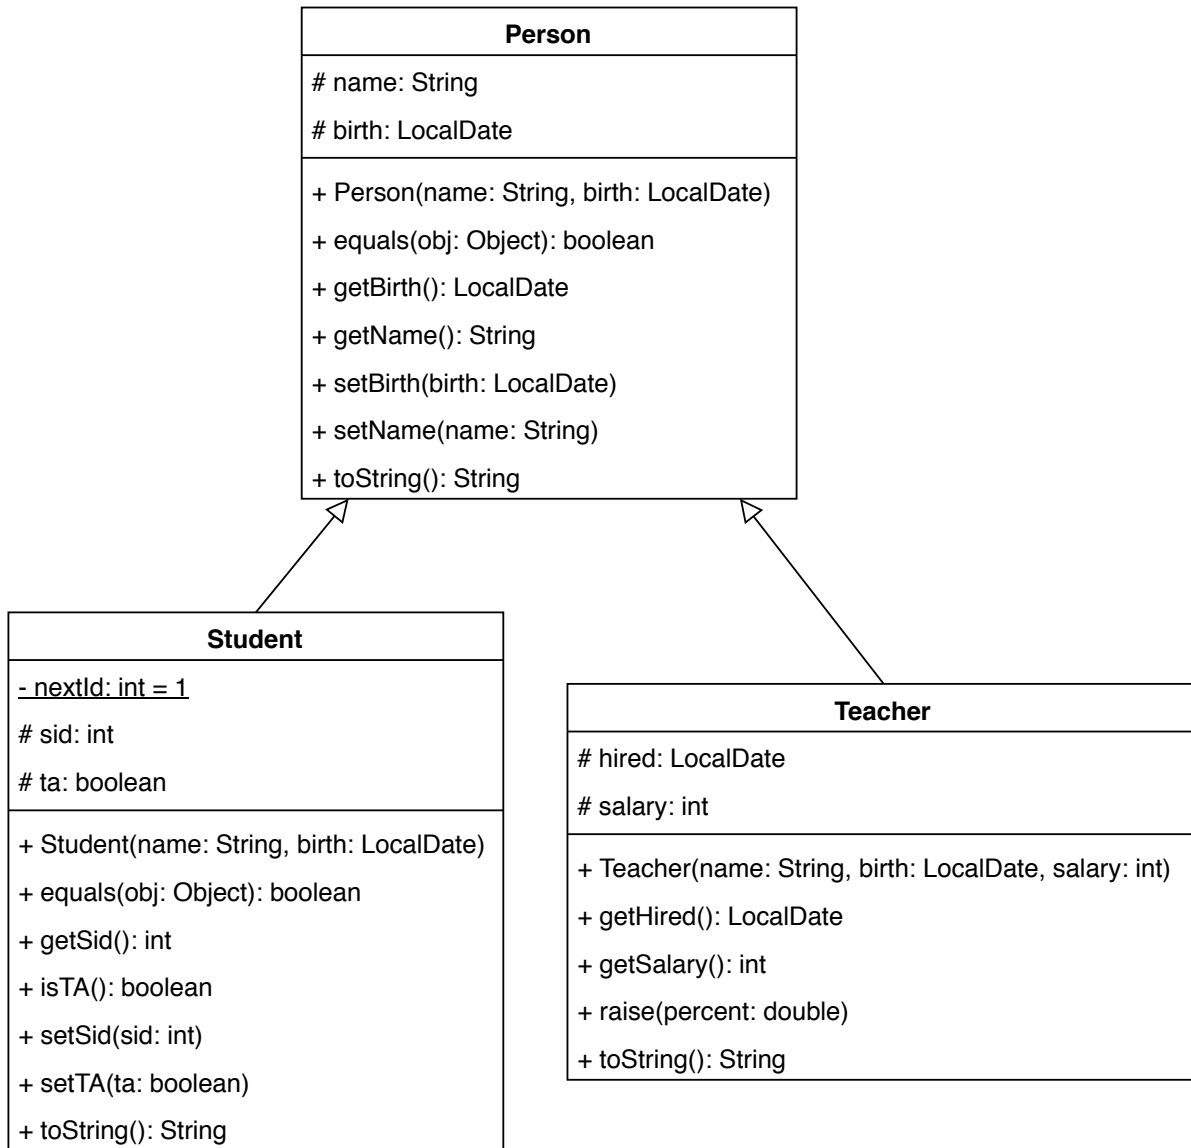 Person
# name: String
# birth: LocalDate
+ Person(name: String, birth: LocalDate)
+ equals(obj: Object): boolean
+ getBirth(): LocalDate
+ getName(): String
+ setBirth(birth: LocalDate)
+ setName(name: String)
+ toString(): String
Student
- nextId: int = 1
# sid: int
# ta: boolean
+ Student(name: String, birth: LocalDate)
+ equals(obj: Object): boolean
+ getSid(): int
+ isTA(): boolean
+ setSid(sid: int)
+ setTA(ta: boolean)
+ toString(): String
Teacher
# hired: LocalDate
# salary: int
+ Teacher(name: String, birth: LocalDate, salary: int)
+ getHired(): LocalDate
+ getSalary(): int
+ raise(percent: double)
+ toString(): String